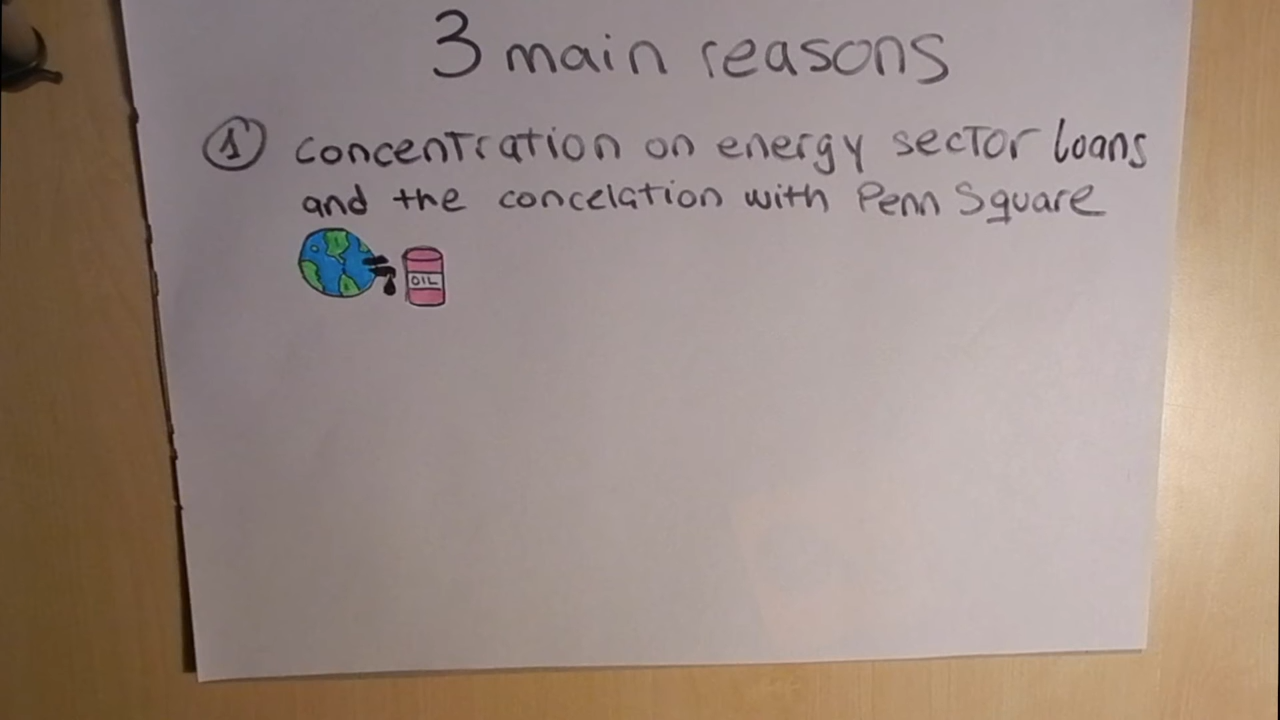 3 main reasons
1 concentration on energy sector loans
and the concelation with Penn Square
OIL